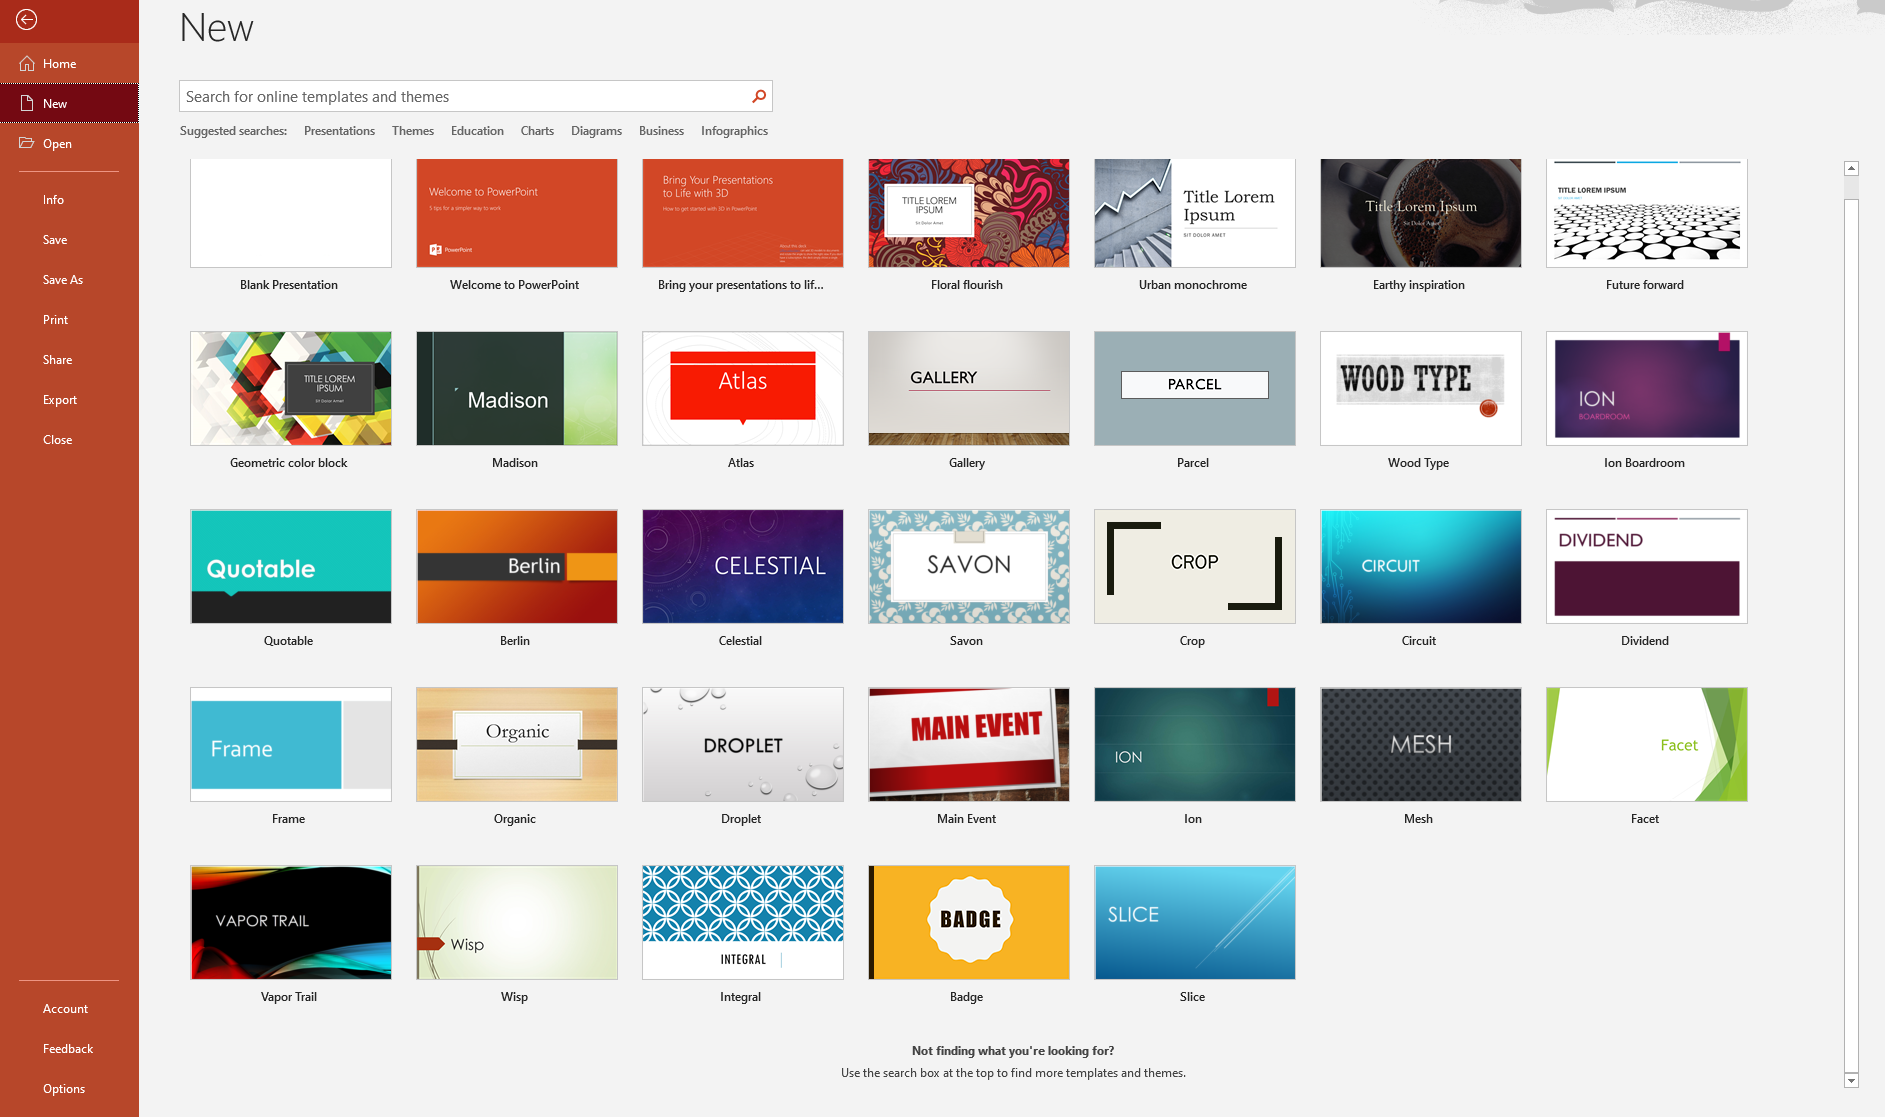 New
Home
New
Open
Info
Save
Save As
Print
Share
Export
Close
Account
Feedback
Options
Search for online templates and themes
Suggested searches: Presentations Themes Education Charts Diagrams Business Infographics
Welcome to PowerPoint
5 tips for a simpler way to work
PowerPoint
Bring Your Presentations
to Life with 3D
How to get started with 3D in PowerPoint
About this deck
TITLE LOREM
IPSUM
Sit Dolor Amet
Title Lorem
Ipsum
SIT DOLOR AMET
Title Lorem Ipsum
Sit Dolor Amet
TITLE LOREM IPSUM
SIT DOLOR AMET
Blank Presentation
Welcome to PowerPoint
Bring your presentations to lif...
Floral flourish
Urban monochrome
Earthy inspiration
Future forward
TITLE LOREM
IPSUM
Sit Dolor Amet
Madison
Atlas
GALLERY
PARCEL
WOOD TYPE
ION
BOARDROOM
Geometric color block
Madison
Atlas
Gallery
Parcel
Wood Type
Ion Boardroom
Quotable
Berlin
CELESTIAL
SAVON
CROP
CIRCUIT
DIVIDEND
Quotable
Berlin
Celestial
Savon
Crop
Circuit
Dividend
Frame
Organic
DROPLET
MAIN EVENT
ION
MESH
Facet
Frame
Organic
Droplet
Main Event
Ion
Mesh
Facet
VAPOR TRAIL
Wisp
INTEGRAL
BADGE
SLICE
Vapor Trail
Wisp
Integral
Badge
Slice
Not finding what you're looking for?
Use the search box at the top to find more templates and themes.